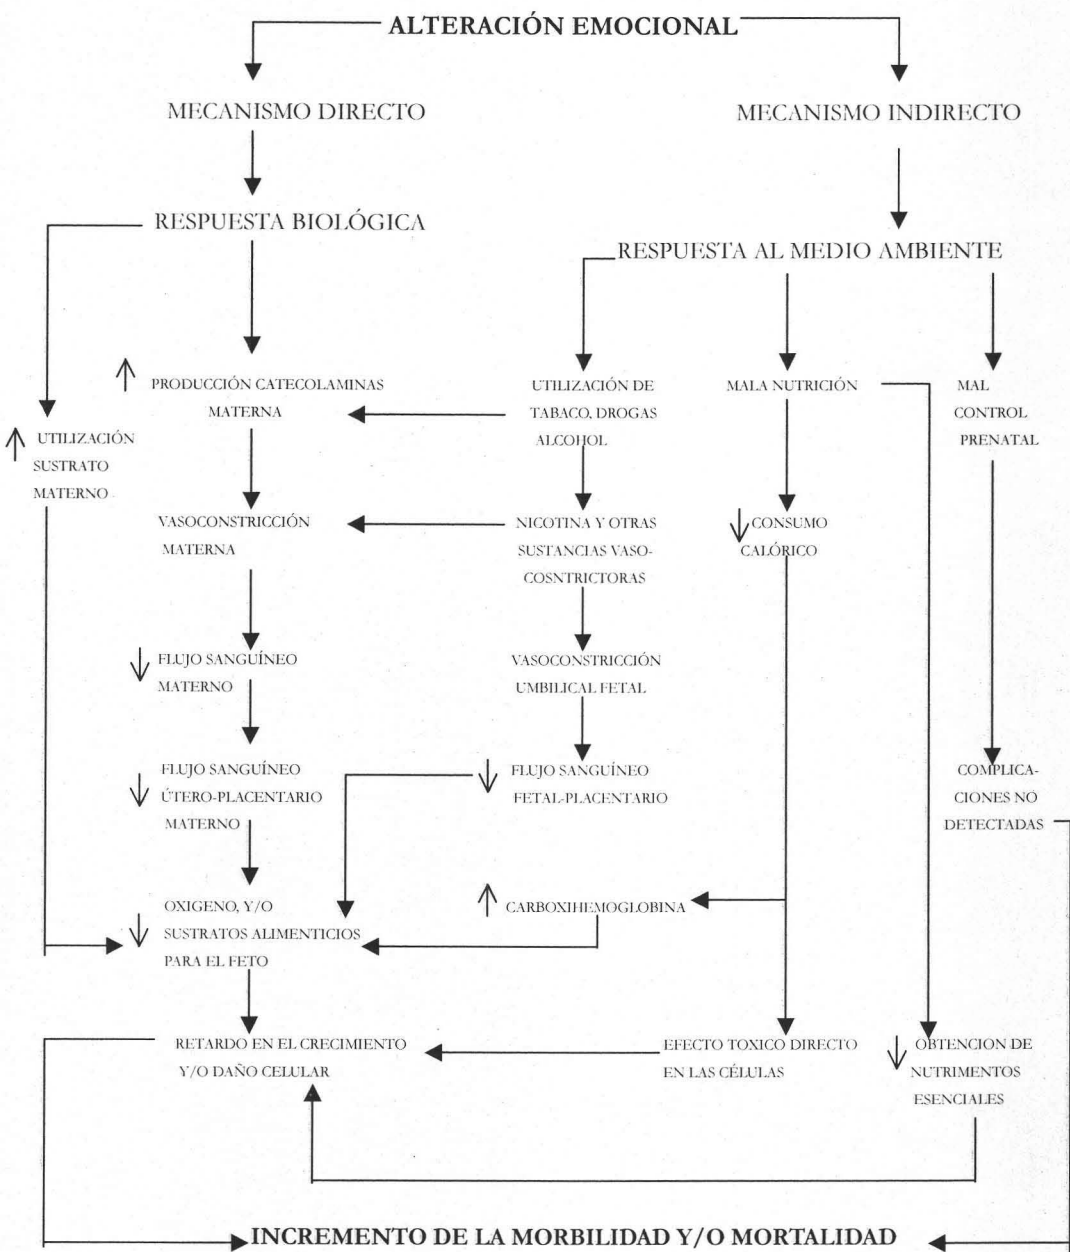 ALTERACIÓN EMOCIONAL
MECANISMO DIRECTO
MECANISMO INDIRECTO
RESPUESTA BIOLÓGICA
RESPUESTA AL MEDIO AMBIENTE
↑ PRODUCCIÓN CATECOLAMINAS
MATERNA
UTILIZACIÓN DE
TABACO, DROGAS
ALCOHOL
MALA NUTRICIÓN
MAL
CONTROL
PRENATAL
↑ UTILIZACIÓN
SUSTRATO
MATERNO
VASOCONSTRICCIÓN
MATERNA
NICOTINA Y OTRAS
SUSTANCIAS VASO-
COSNTRICTORAS
↓ CONSUMO
CALÓRICO
↓ FLUJO SANGUÍNEO
MATERNO
VASOCONSTRICCIÓN
UMBILICAL FETAL
↓ FLUJO SANGUÍNEO
ÚTERO-PLACENTARIO
MATERNO
↓ FLUJO SANGUÍNEO
FETAL-PLACENTARIO
COMPLICA-
CIONES NO
DETECTADAS
↓ OXIGENO, Y/O
SUSTRATOS ALIMENTICIOS
PARA EL FETO
↑ CARBOXIHEMOGLOBINA
RETARDO EN EL CRECIMIENTO
Y/O DAÑO CELULAR
EFECTO TOXICO DIRECTO
EN LAS CÉLULAS
↓ OBTENCION DE
NUTRIMENTOS
ESENCIALES
INCREMENTO DE LA MORBILIDAD Y/O MORTALIDAD